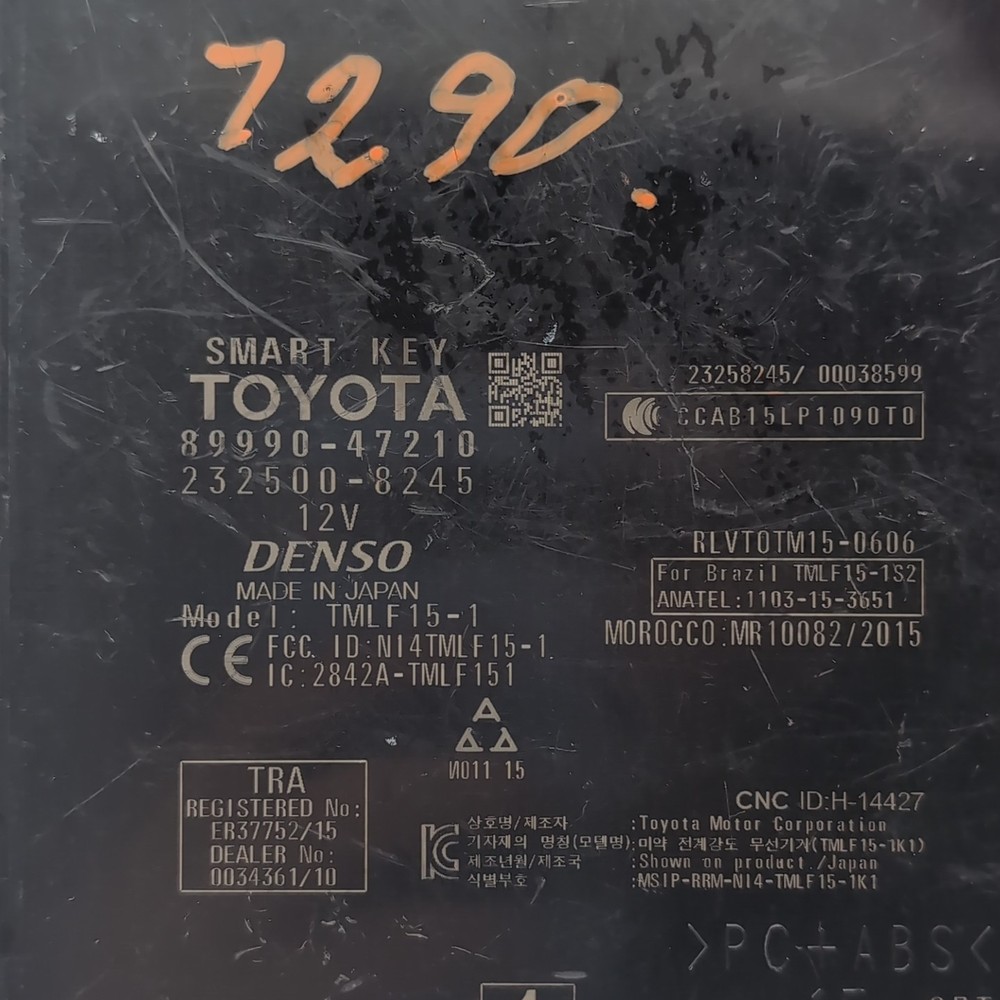 7290.
SMART KEY
TOYOTA
89990-47210
232500-8245
12V
DENSO
MADE IN JAPAN
Model: TMLF15-1
CE
FCC ID:NI4TMLF15-1
IC:2842A-TMLF151
23258245/ 00038599
CCAB15LP1090T0
RLVTOTM15-0606
For Brazil TMLF15-1S2
ANATEL:1103-15-3651
MOROCCO:MR10082/2015
И011 15
TRA
REGISTERED No:
ER37752/15
DEALER No:
0034361/10
CNC ID:H-14427
상호명/제조자 :Toyota Motor Corporation
기자재의 명칭(모델명):미약 전계강도 무선기기(TMLF15-1K1)
제조년월/제조국 :Shown on product./Japan
식별부호 :MSIP-RRM-NI4-TMLF15-1K1
>PC+ABS<